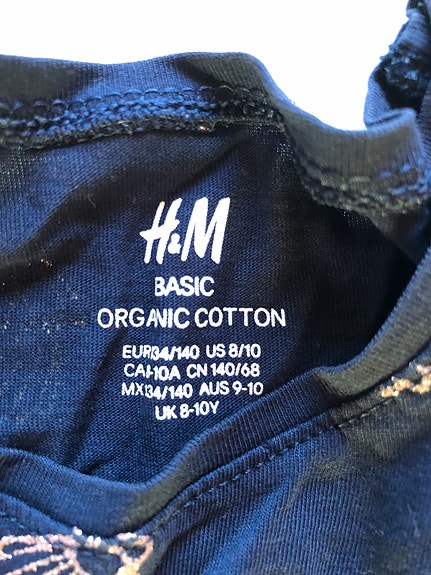 H&M
BASIC
ORGANIC COTTON
EUR134/140 US 8/10
CN 140/68
MX134/140 AUS 9-10
UK 8-10Y